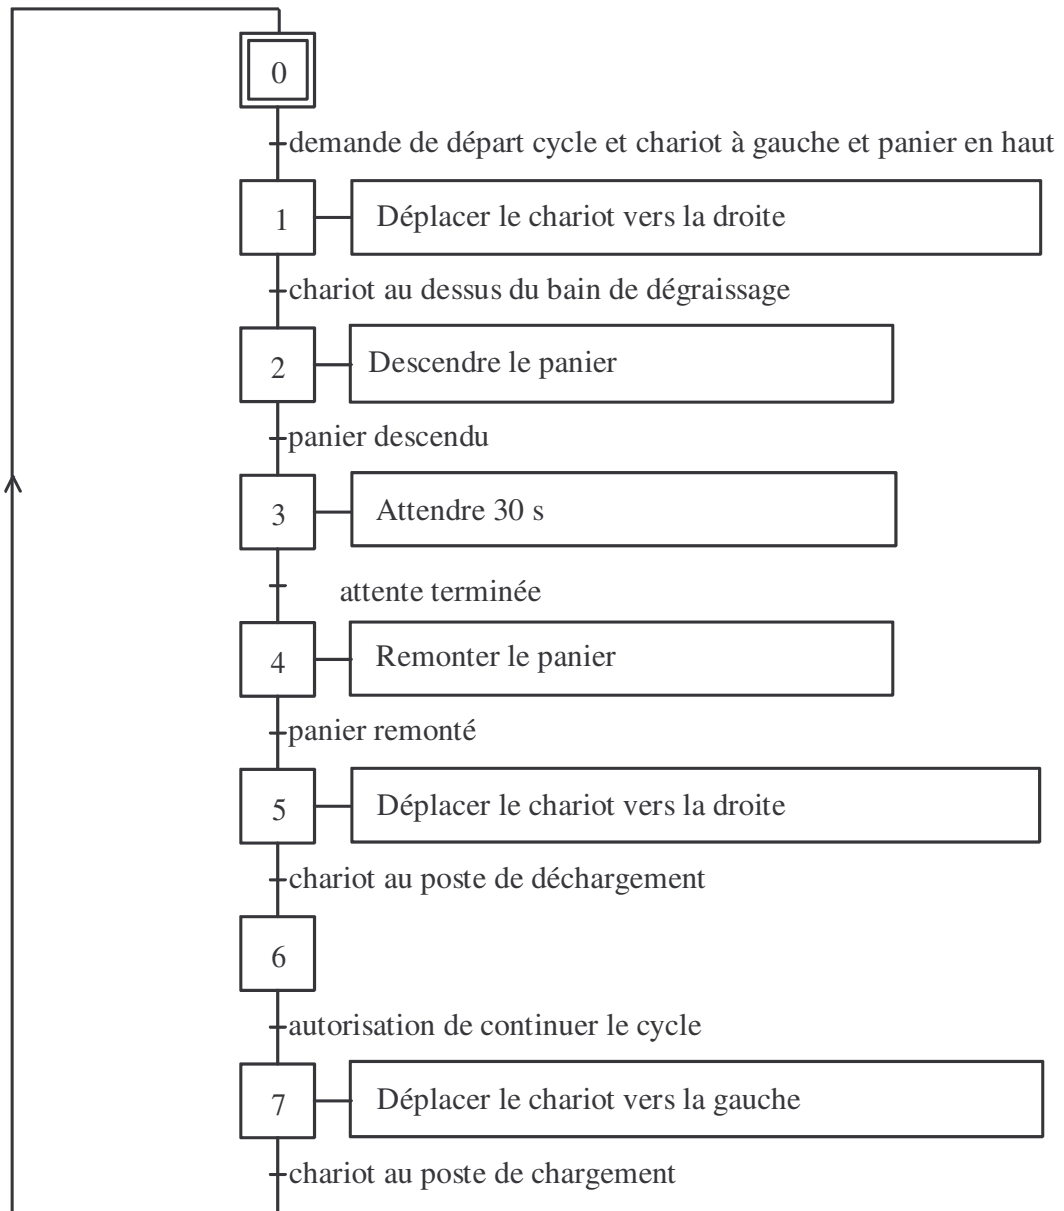 0
demande de départ cycle et chariot à gauche et panier en haut
1
Déplacer le chariot vers la droite
chariot au dessus du bain de dégraissage
2
Descendre le panier
panier descendu
3
Attendre 30 s
attente terminée
4
Remonter le panier
panier remonté
5
Déplacer le chariot vers la droite
chariot au poste de déchargement
6
autorisation de continuer le cycle
7
Déplacer le chariot vers la gauche
chariot au poste de chargement